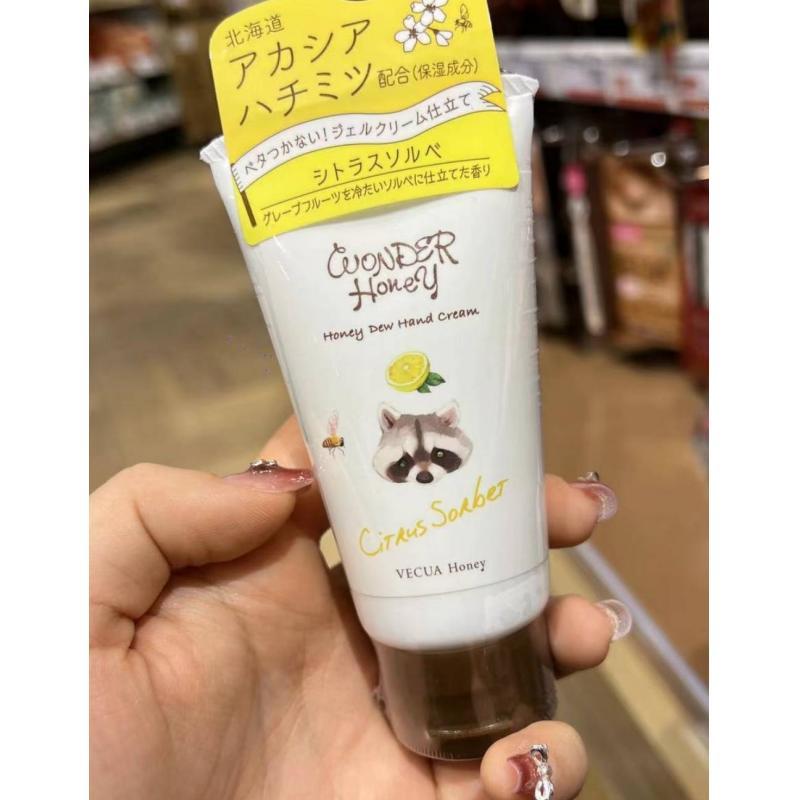 北海道
アカシア
ハチミツ配合(保湿成分)
ベタつかない!ジェルクリーム仕立て
シトラスソルベ
グレープフルーツを冷たいソルベに仕立てた香り
WONDER
HoneY
Honey Dew Hand Cream
CiTRUS SorbeT
VECUA Honey